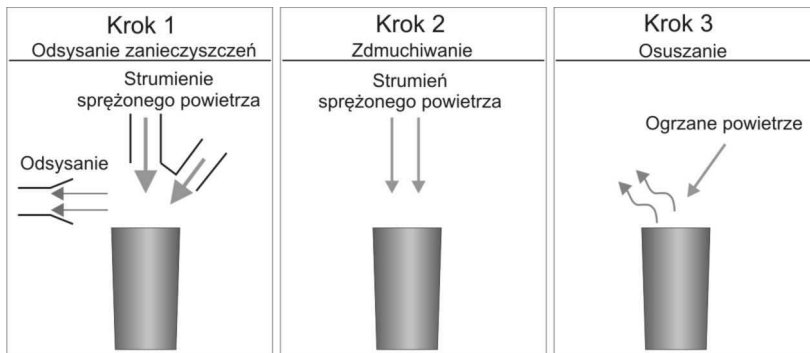 Krok 1
Odsysanie zanieczyszczeń
Strumienie
sprężonego powietrza
Odsysanie
Krok 2
Zdmuchiwanie
Strumień
sprężonego powietrza
Krok 3
Osuszanie
Ogrzane powietrze